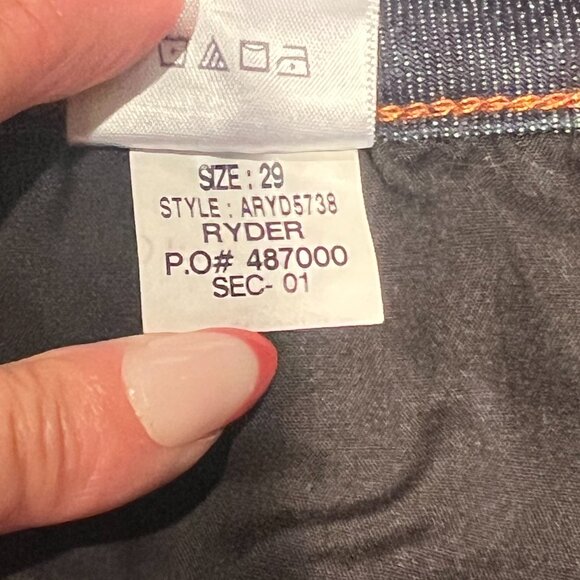 SIZE : 29
STYLE : ARYD5738
RYDER
P.O# 487000
SEC- 01